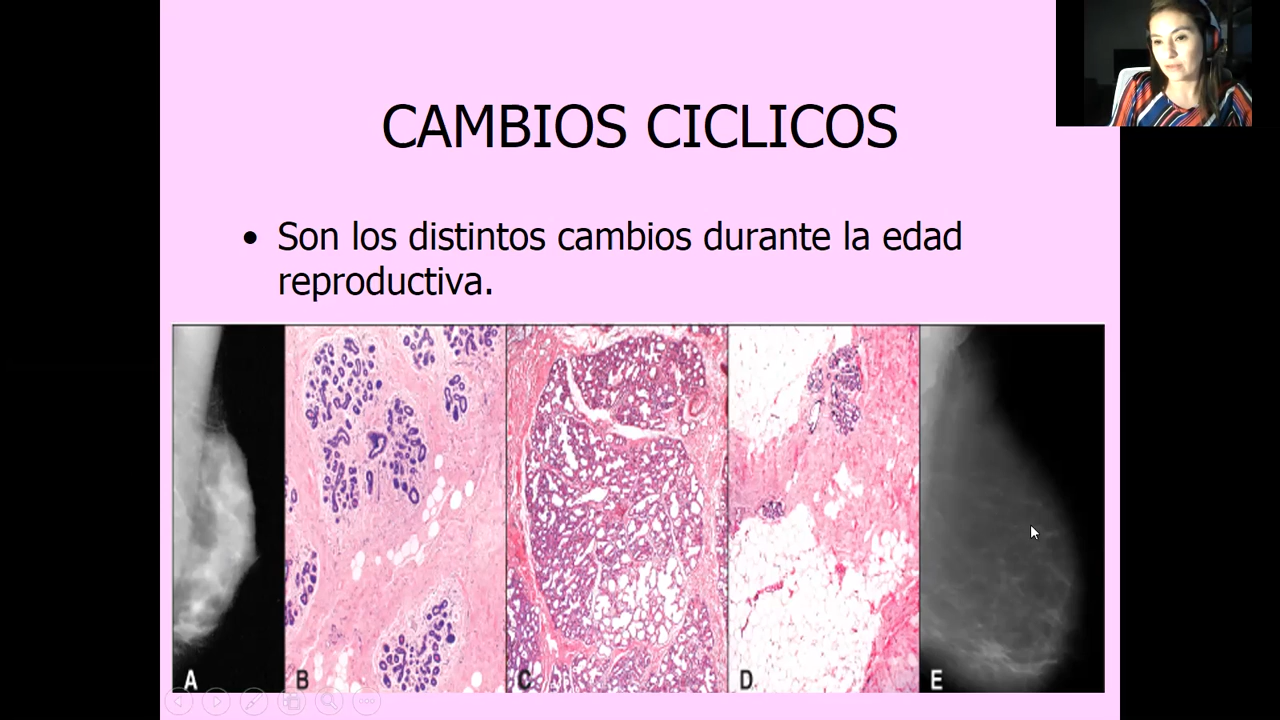 CAMBIOS CICLICOS
• Son los distintos cambios durante la edad
reproductiva.
A B C D E